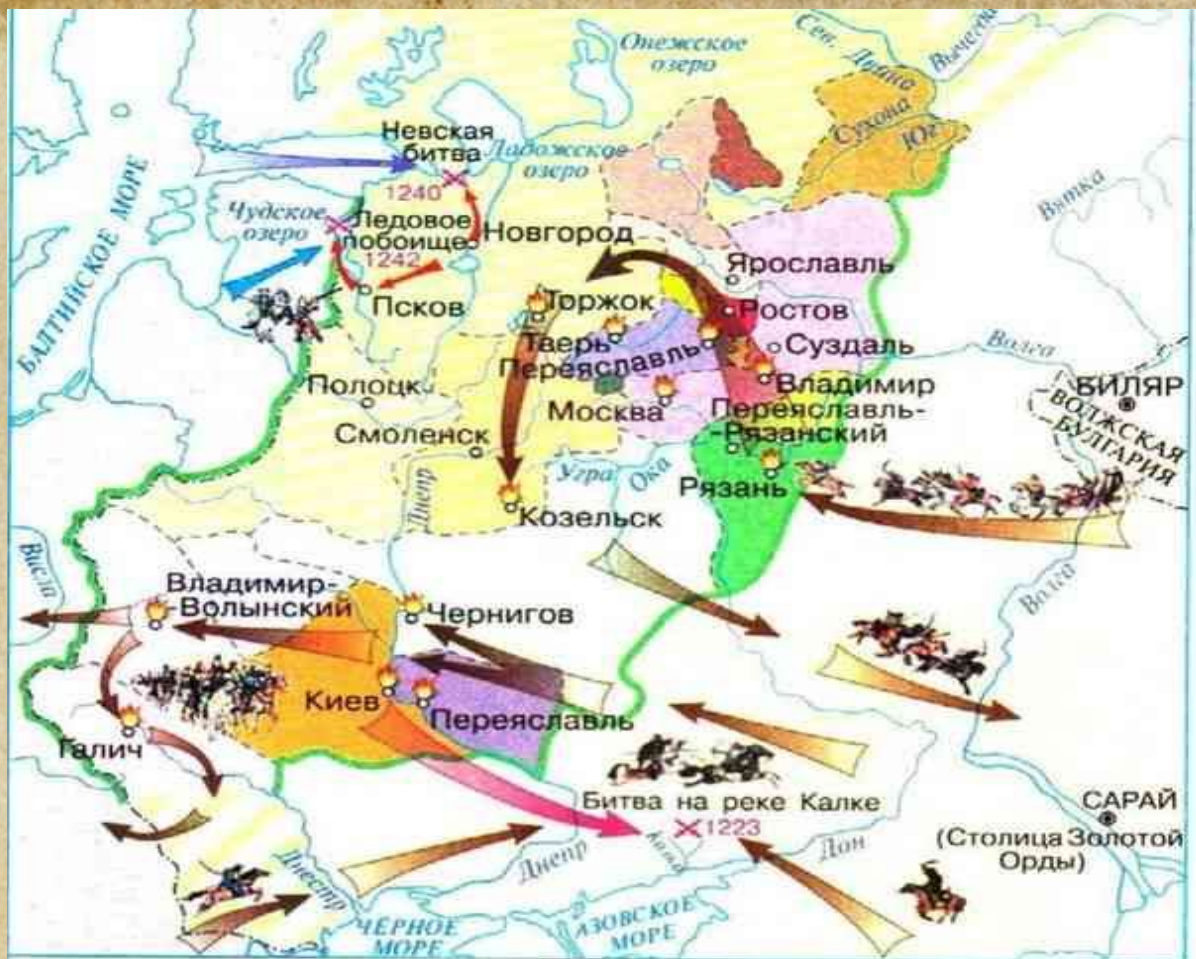 Онежское
озеро
Сев. Двина
Вычегда
Сухона
Юг
Невская
битва
Ладожское
озеро
1240
Вятка
БАЛТИЙСКОЕ МОРЕ
Чудское
озеро
Ледовое
побоище
1242
Новгород
Псков
Ярославль
Торжок
Ростов
Тверь
Переяславль
Суздаль
Волга
Полоцк
Москва
Владимир
БИЛЯР
ВОЛЖСКАЯ
БУЛГАРИЯ
Смоленск
Переяславль-
-Рязанский
Угра
Ока
Рязань
Днепр
Козельск
Висла
Владимир-
-Волынский
Чернигов
Волга
Киев
Переяславль
Галич
Битва на реке Калке
1223
САРАЙ
(Столица Золотой
Орды)
Днепр
Дон
Днестр
ЧЁРНОЕ
МОРЕ
АЗОВСКОЕ
МОРЕ